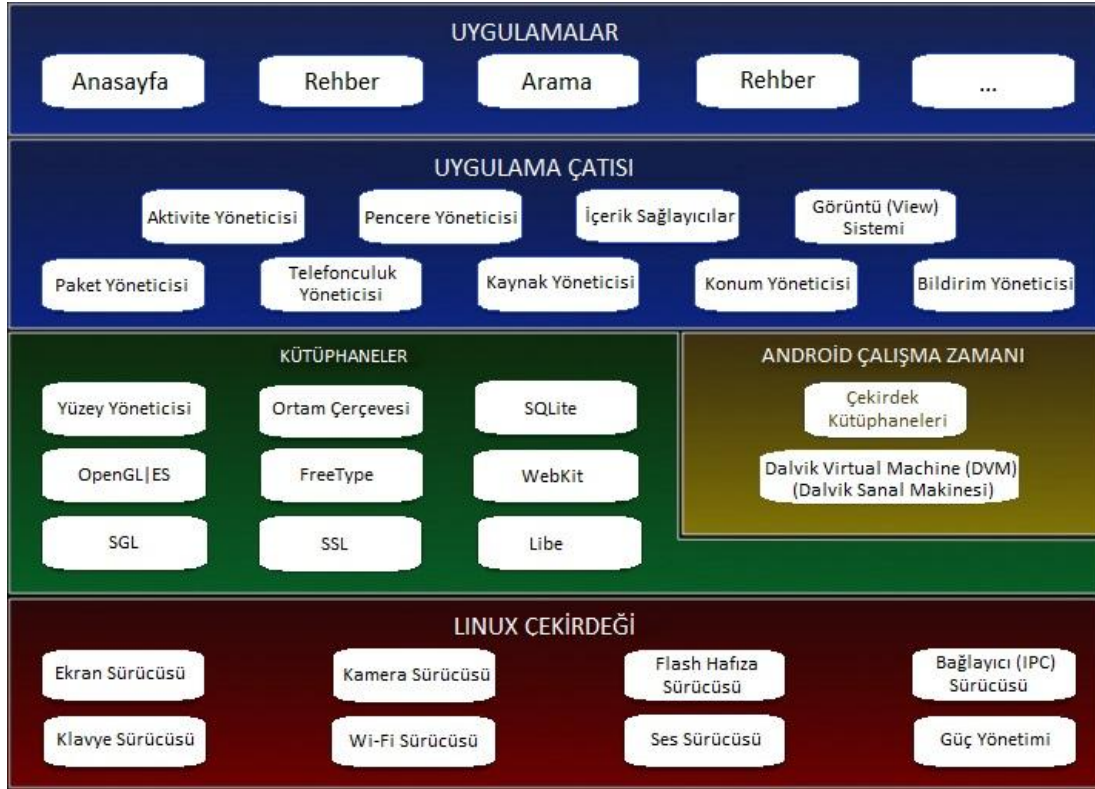 UYGULAMALAR
Anasayfa
Rehber
Arama
Rehber
...
UYGULAMA ÇATISI
Aktivite Yöneticisi
Pencere Yöneticisi
İçerik Sağlayıcılar
Görüntü (View)
Sistemi
Paket Yöneticisi
Telefonculuk
Yöneticisi
Kaynak Yöneticisi
Konum Yöneticisi
Bildirim Yöneticisi
KÜTÜPHANELER
Yüzey Yöneticisi
Ortam Çerçevesi
SQLite
OpenGL|ES
FreeType
WebKit
SGL
SSL
Libe
ANDROİD ÇALIŞMA ZAMANI
Çekirdek
Kütüphaneleri
Dalvik Virtual Machine (DVM)
(Dalvik Sanal Makinesi)
LINUX ÇEKİRDEĞİ
Ekran Sürücüsü
Kamera Sürücüsü
Flash Hafıza
Sürücüsü
Bağlayıcı (IPC)
Sürücüsü
Klavye Sürücüsü
Wi-Fi Sürücüsü
Ses Sürücüsü
Güç Yönetimi